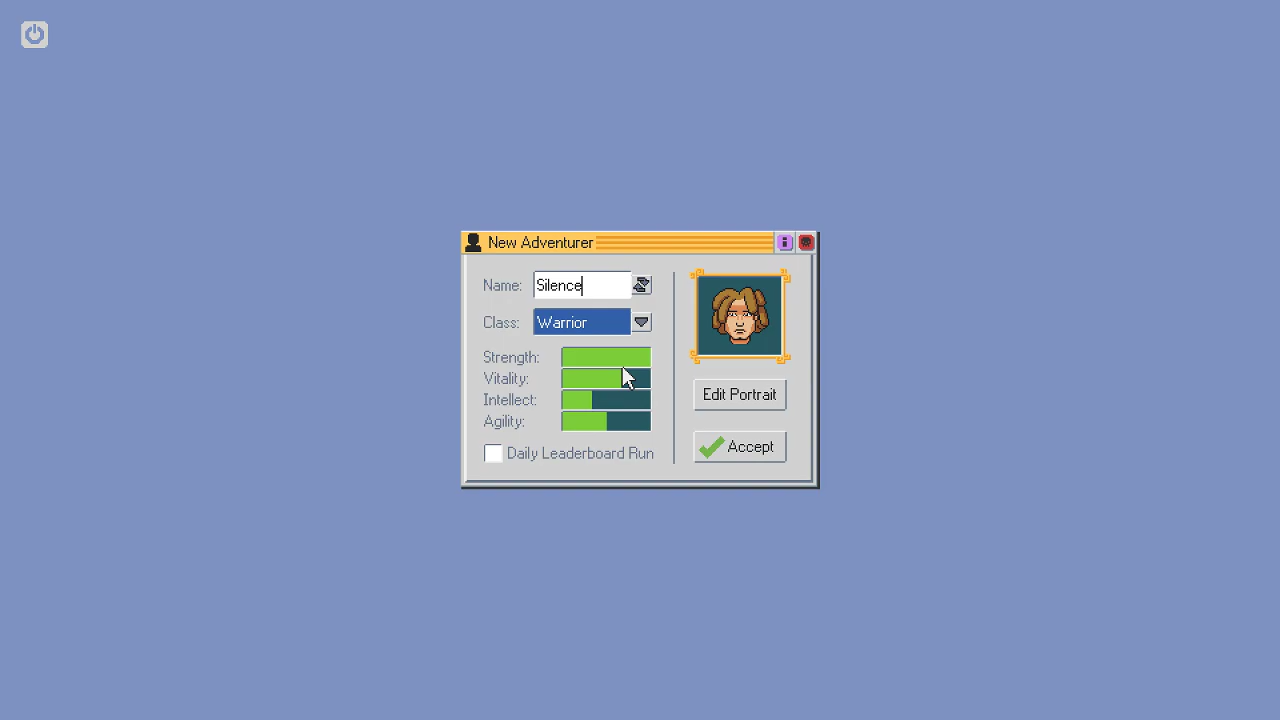 New Adventurer
Name: Silence
Class: Warrior
Strength:
Vitality:
Intellect:
Agility:
Daily Leaderboard Run
Edit Portrait
Accept